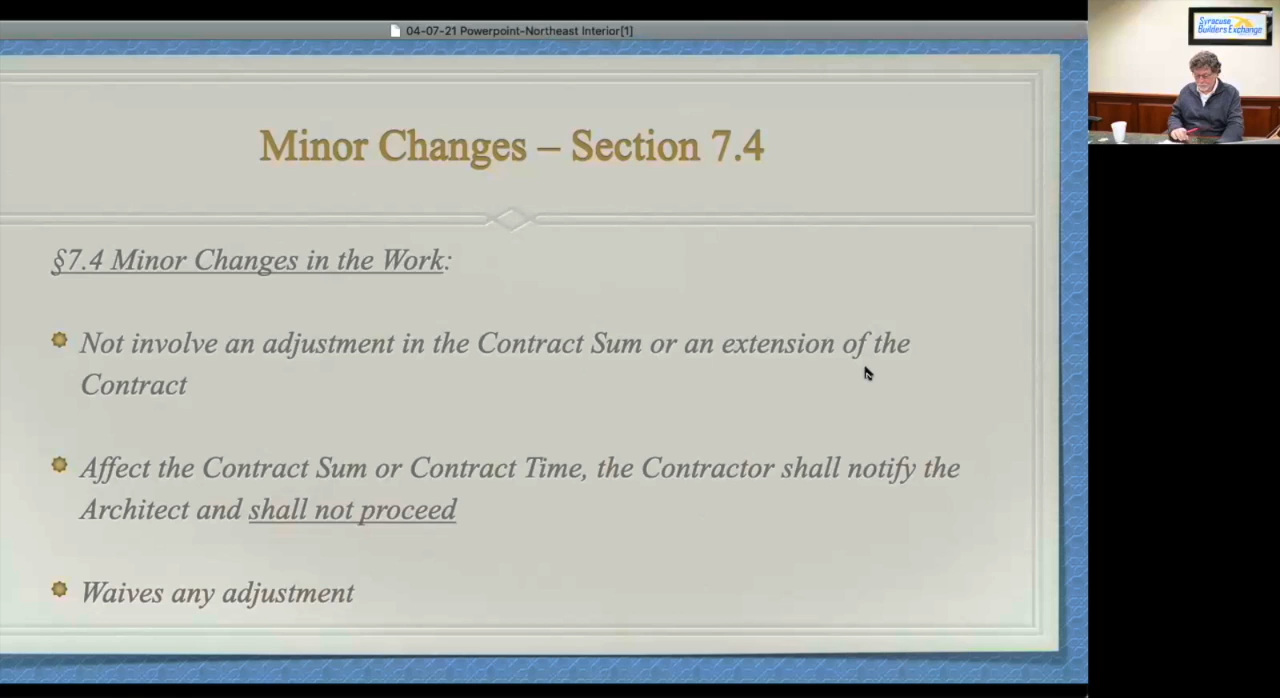 04-07-21 Powerpoint-Northeast Interior[1]
Syracuse
Builders Exchange
Minor Changes – Section 7.4
§7.4 Minor Changes in the Work:
Not involve an adjustment in the Contract Sum or an extension of the
Contract
Affect the Contract Sum or Contract Time, the Contractor shall notify the
Architect and shall not proceed
Waives any adjustment